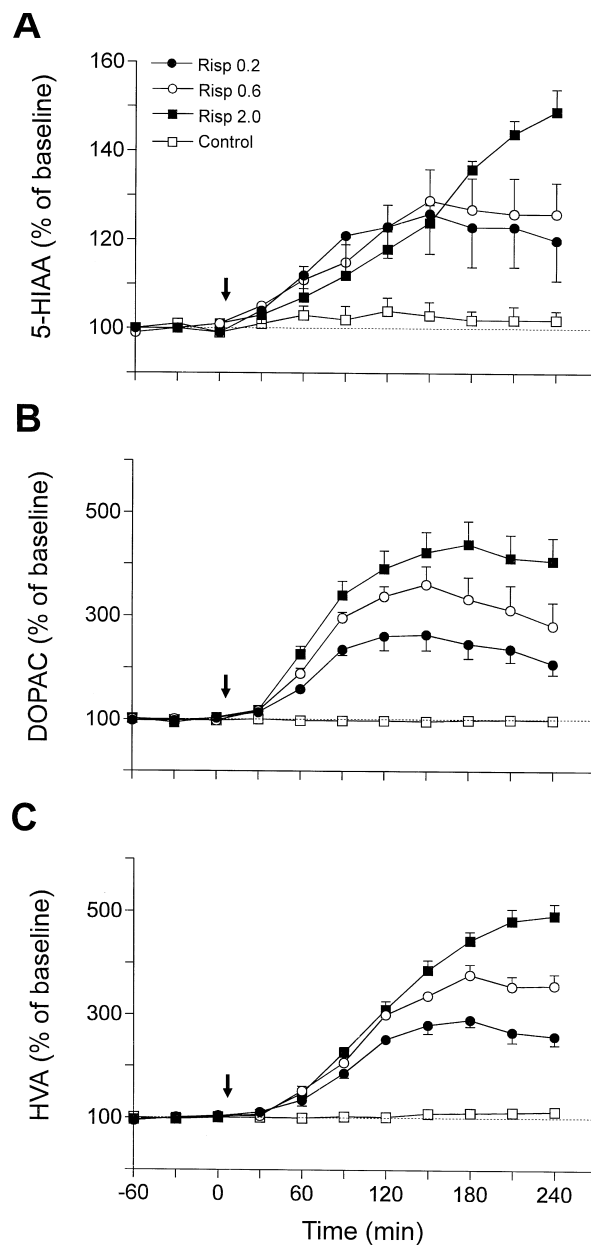 A
5-HIAA (% of baseline)
160
140
120
100
Risp 0.2
Risp 0.6
Risp 2.0
Control
B
DOPAC (% of baseline)
500
300
100
C
HVA (% of baseline)
500
300
100
-60 0 60 120 180 240
Time (min)